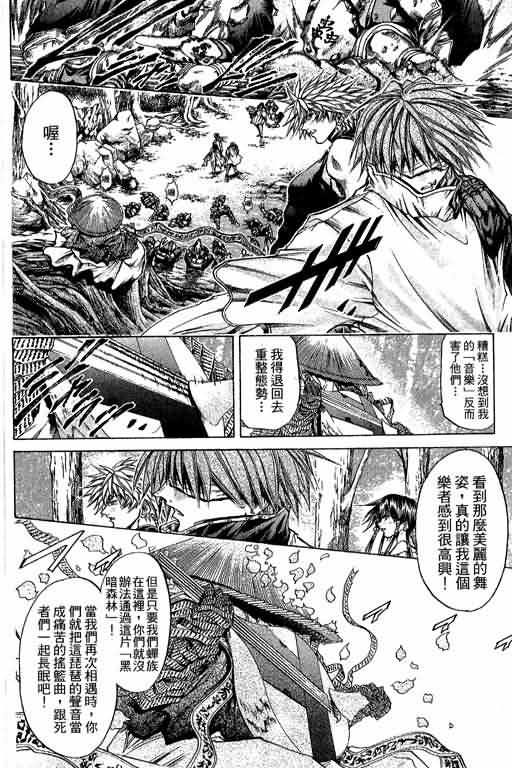 喔…
糟糕…沒想到我
的「音樂」反而
害了他們…
我得退回去
重整態勢…
看到那麼美麗的舞
姿，真的讓我這個
樂者感到很高興！
但是只要我們蟬族
在這裡，你們就沒
辦法通過這片「黑
暗森林」！
當我們再次相遇時，你
們就把這琵琶的聲音當
成痛苦的搖籃曲，跟死
者們一起長眠吧！